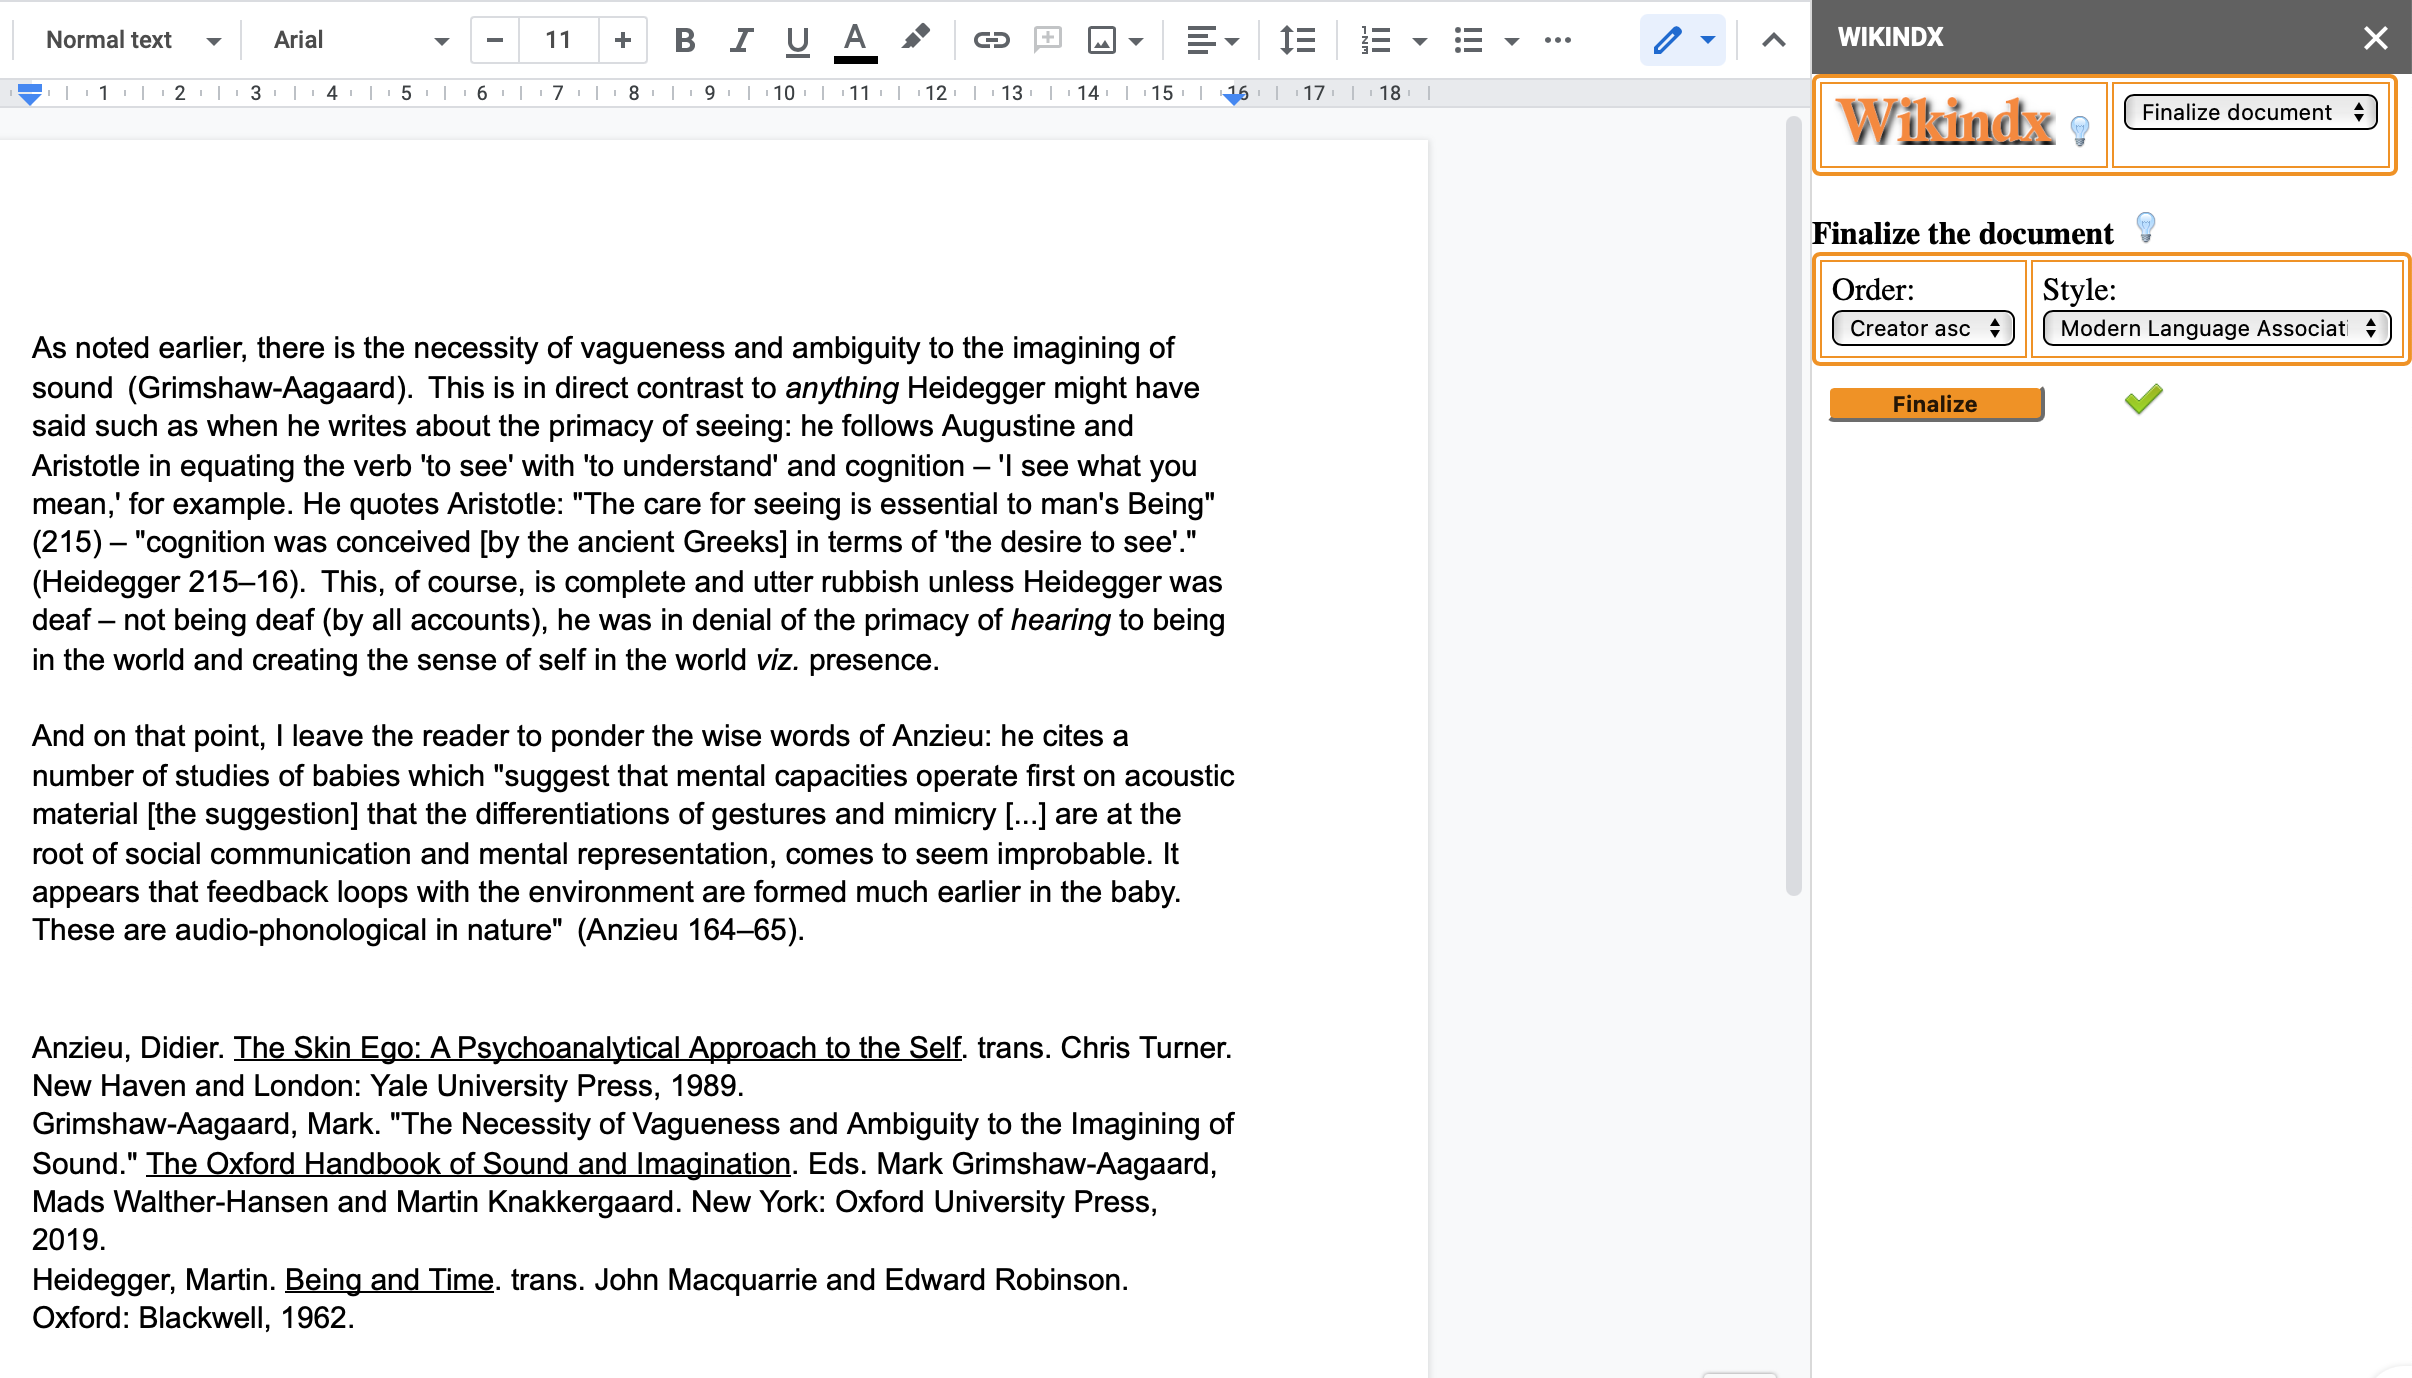 Normal text
Arial
− 11 +
B I U A
WIKINDX
1 2 3 4 5 6 7 8 9 10 11 12 13 14 15 16 17 18
Wikindx
Finalize document
Finalize the document
Order:
Style:
Creator asc
Modern Language Associati
Finalize
As noted earlier, there is the necessity of vagueness and ambiguity to the imagining of
sound (Grimshaw-Aagaard). This is in direct contrast to anything Heidegger might have
said such as when he writes about the primacy of seeing: he follows Augustine and
Aristotle in equating the verb 'to see' with 'to understand' and cognition – 'I see what you
mean,' for example. He quotes Aristotle: "The care for seeing is essential to man's Being"
(215) – "cognition was conceived [by the ancient Greeks] in terms of 'the desire to see'."
(Heidegger 215–16). This, of course, is complete and utter rubbish unless Heidegger was
deaf – not being deaf (by all accounts), he was in denial of the primacy of hearing to being
in the world and creating the sense of self in the world viz. presence.
And on that point, I leave the reader to ponder the wise words of Anzieu: he cites a
number of studies of babies which "suggest that mental capacities operate first on acoustic
material [the suggestion] that the differentiations of gestures and mimicry [...] are at the
root of social communication and mental representation, comes to seem improbable. It
appears that feedback loops with the environment are formed much earlier in the baby.
These are audio-phonological in nature" (Anzieu 164–65).
Anzieu, Didier. The Skin Ego: A Psychoanalytical Approach to the Self. trans. Chris Turner.
New Haven and London: Yale University Press, 1989.
Grimshaw-Aagaard, Mark. "The Necessity of Vagueness and Ambiguity to the Imagining of
Sound." The Oxford Handbook of Sound and Imagination. Eds. Mark Grimshaw-Aagaard,
Mads Walther-Hansen and Martin Knakkergaard. New York: Oxford University Press,
2019.
Heidegger, Martin. Being and Time. trans. John Macquarrie and Edward Robinson.
Oxford: Blackwell, 1962.